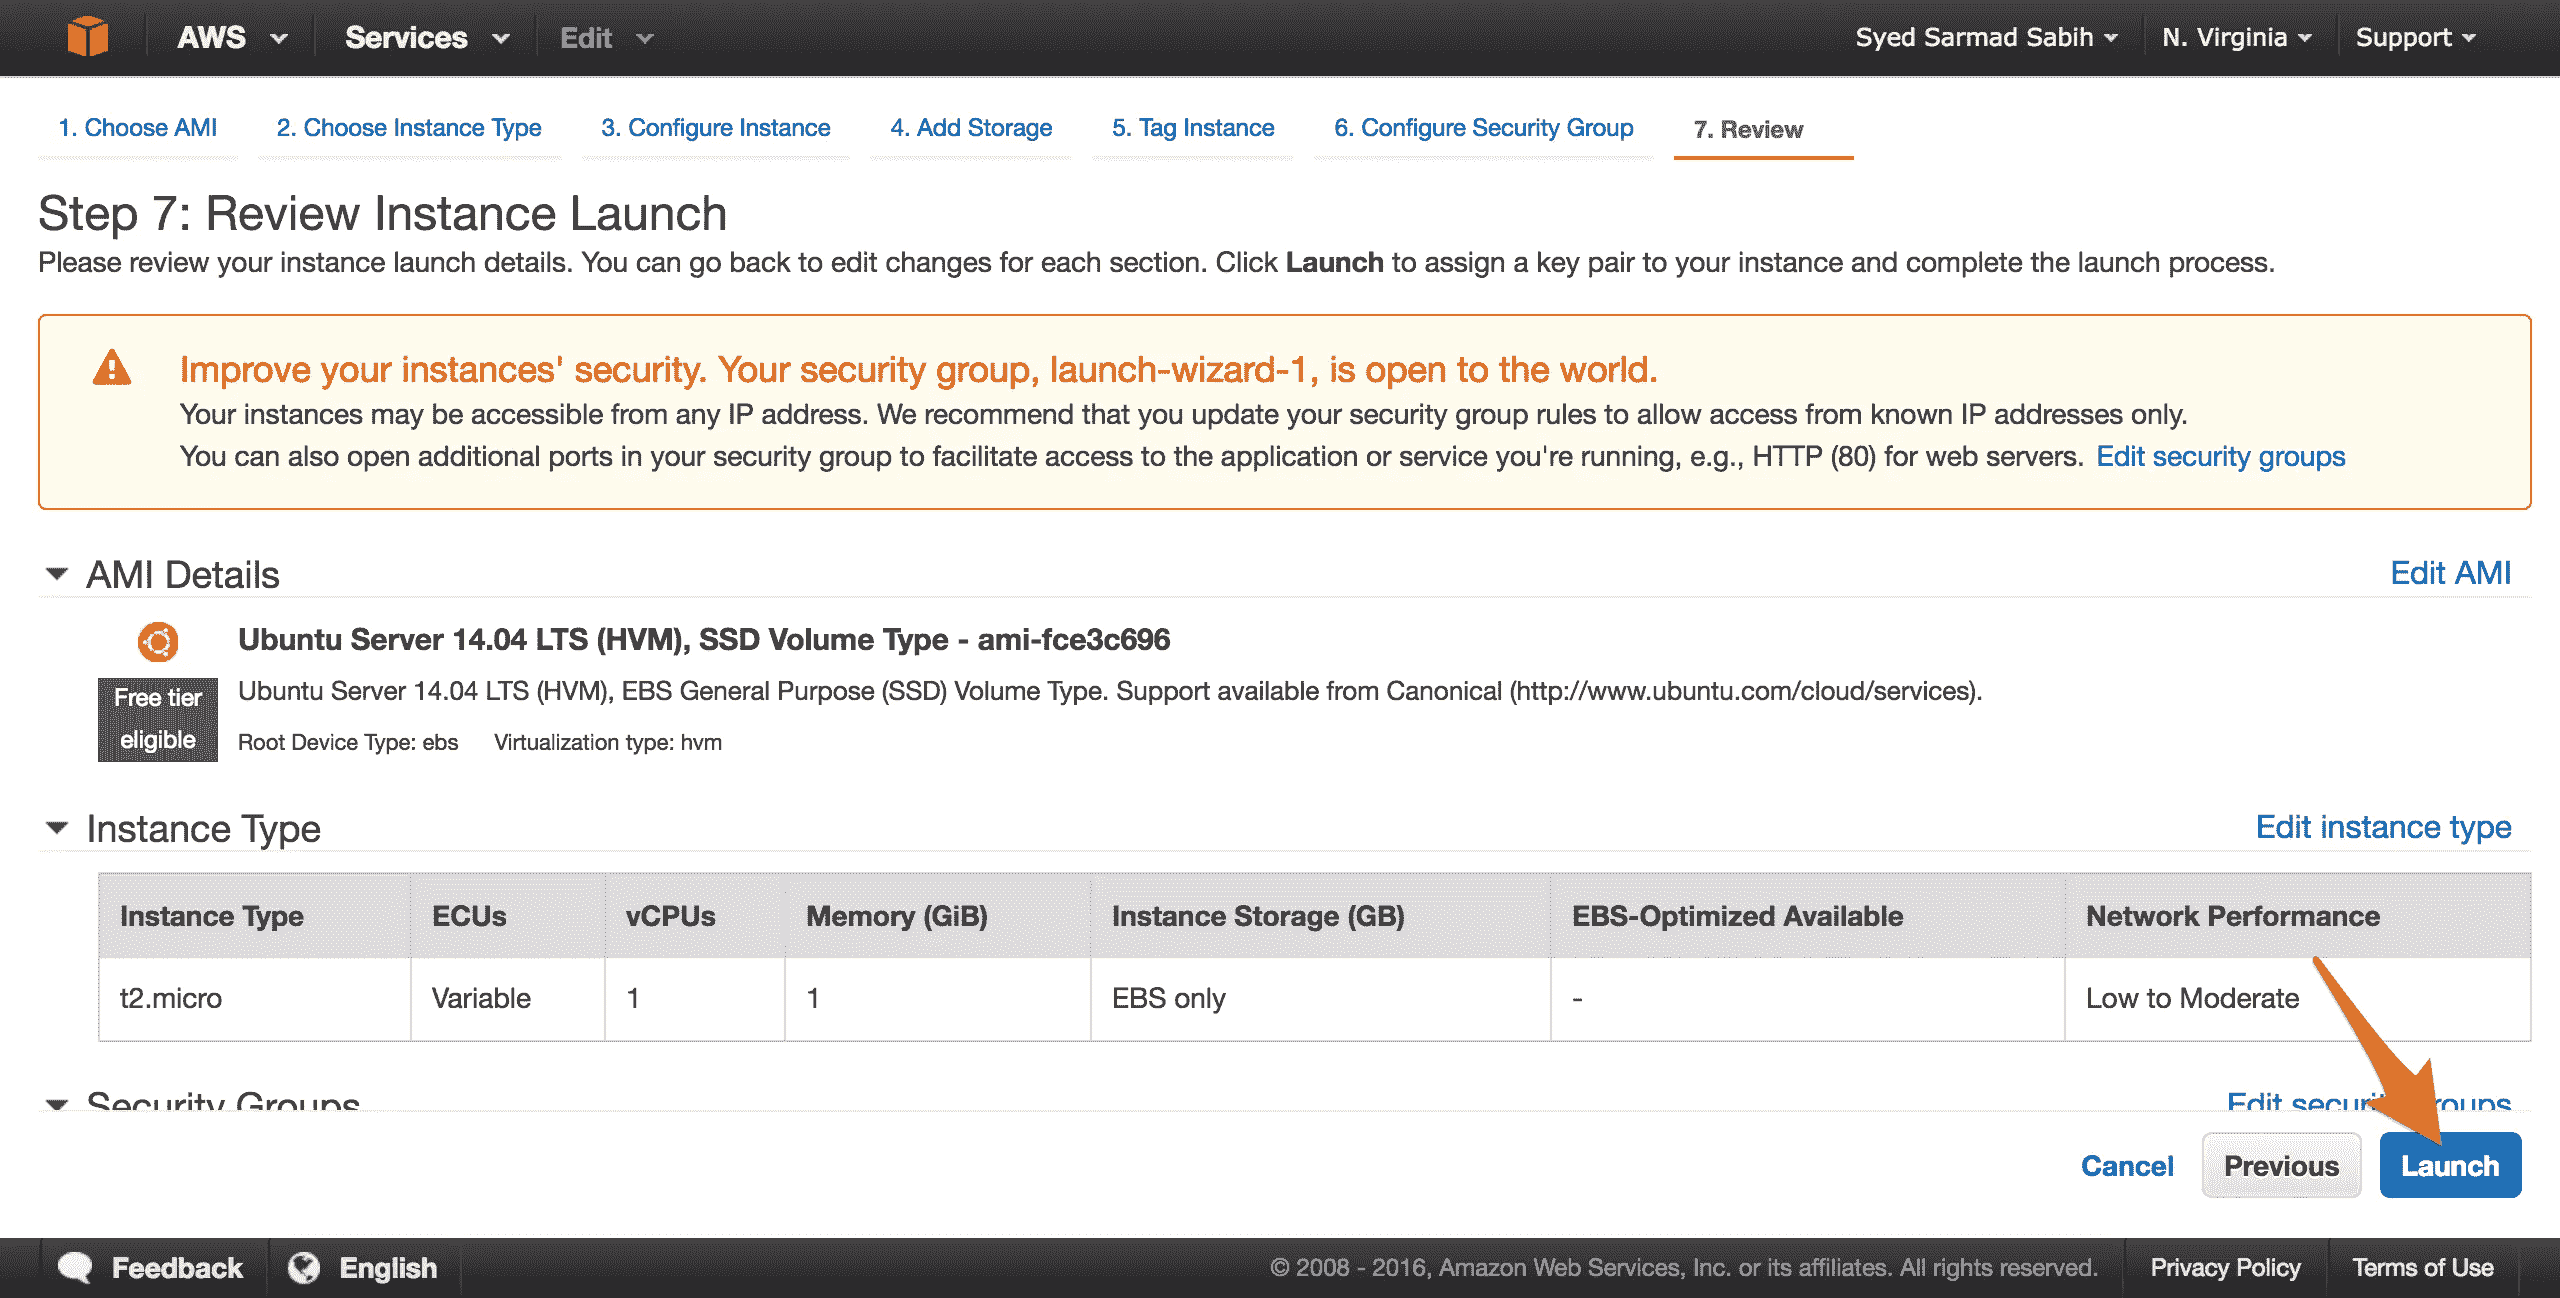 AWS Services Edit Syed Sarmad Sabih N. Virginia Support
1. Choose AMI 2. Choose Instance Type 3. Configure Instance 4. Add Storage 5. Tag Instance 6. Configure Security Group 7. Review
Step 7: Review Instance Launch
Please review your instance launch details. You can go back to edit changes for each section. Click Launch to assign a key pair to your instance and complete the launch process.
Improve your instances' security. Your security group, launch-wizard-1, is open to the world.
Your instances may be accessible from any IP address. We recommend that you update your security group rules to allow access from known IP addresses only.
You can also open additional ports in your security group to facilitate access to the application or service you're running, e.g., HTTP (80) for web servers. Edit security groups
AMI Details Edit AMI
Ubuntu Server 14.04 LTS (HVM), SSD Volume Type - ami-fce3c696
Free tier eligible
Ubuntu Server 14.04 LTS (HVM), EBS General Purpose (SSD) Volume Type. Support available from Canonical (http://www.ubuntu.com/cloud/services).
Root Device Type: ebs Virtualization type: hvm
Instance Type Edit instance type
Instance Type ECUs vCPUs Memory (GiB) Instance Storage (GB) EBS-Optimized Available Network Performance
t2.micro Variable 1 1 EBS only - Low to Moderate
Security Groups Edit security groups
Cancel Previous Launch
Feedback English © 2008 - 2016, Amazon Web Services, Inc. or its affiliates. All rights reserved. Privacy Policy Terms of Use